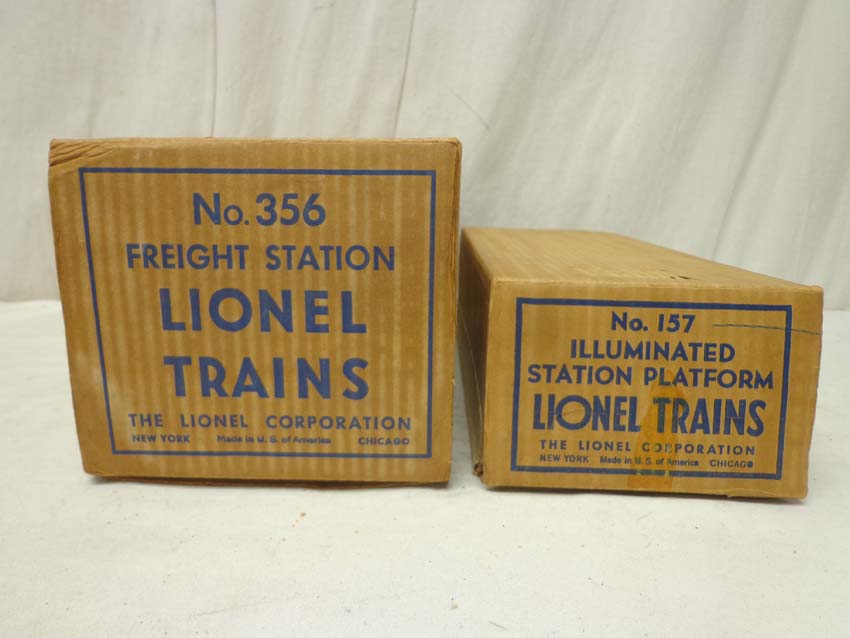 No. 356
FREIGHT STATION
LIONEL
TRAINS
THE LIONEL CORPORATION
NEW YORK Made in U. S. of America CHICAGO
No. 157
ILLUMINATED
STATION PLATFORM
LIONEL TRAINS
THE LIONEL CORPORATION
NEW YORK Made in U. S. of America CHICAGO